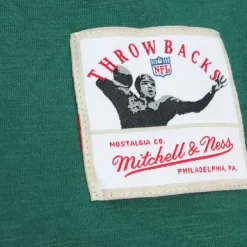 THROWBACKS
NFL
NOSTALGIA CO.
Mitchell & Ness
PHILADELPHIA, PA.